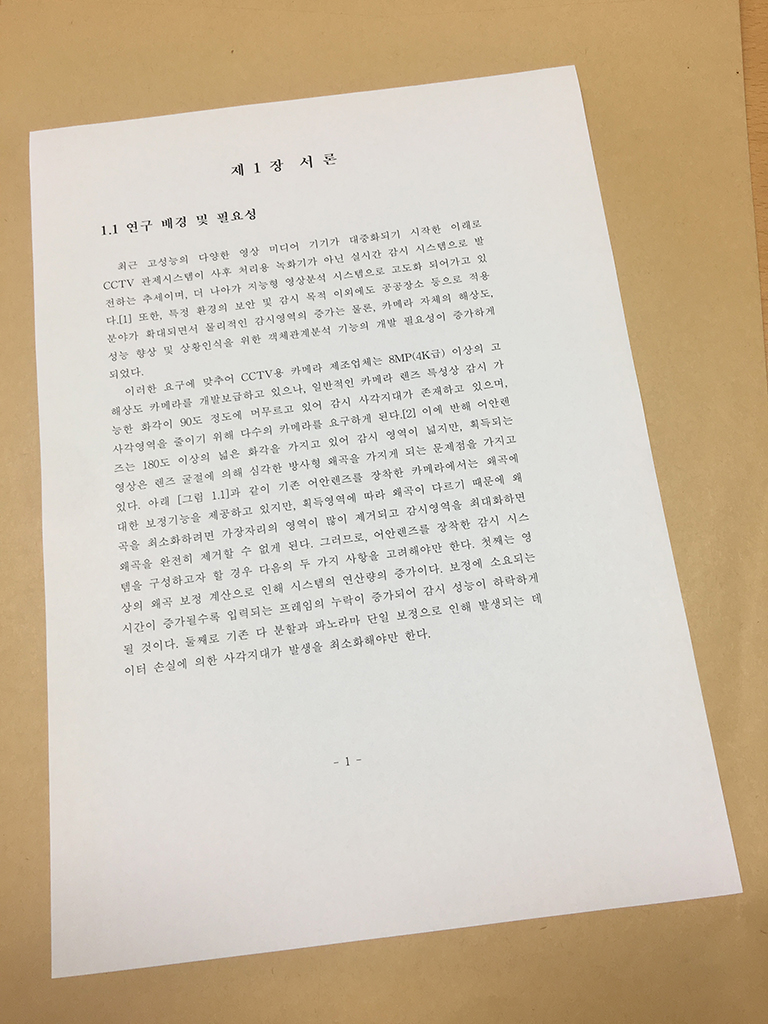 제 1 장 서 론
1.1 연구 배경 및 필요성
최근 고성능의 다양한 영상 미디어 기기가 대중화되기 시작한 이래로
CCTV 관제시스템이 사후 처리용 녹화기가 아닌 실시간 감시 시스템으로 발
전하는 추세이며, 더 나아가 지능형 영상분석 시스템으로 고도화 되어가고 있
다.[1] 또한, 특정 환경의 보안 및 감시 목적 이외에도 공공장소 등으로 적용
분야가 확대되면서 물리적인 감시영역의 증가는 물론, 카메라 자체의 해상도,
성능 향상 및 상황인식을 위한 객체관계분석 기능의 개발 필요성이 증가하게
되었다.
이러한 요구에 맞추어 CCTV용 카메라 제조업체는 8MP(4K급) 이상의 고
해상도 카메라를 개발보급하고 있으나, 일반적인 카메라 렌즈 특성상 감시 가
능한 화각이 90도 정도에 머무르고 있어 감시 사각지대가 존재하고 있으며,
사각영역을 줄이기 위해 다수의 카메라를 요구하게 된다.[2] 이에 반해 어안렌
즈는 180도 이상의 넓은 화각을 가지고 있어 감시 영역이 넓지만, 획득되는
영상은 렌즈 굴절에 의해 심각한 방사형 왜곡을 가지게 되는 문제점을 가지고
있다. 아래 [그림 1.1]과 같이 기존 어안렌즈를 장착한 카메라에서는 왜곡에
대한 보정기능을 제공하고 있지만, 획득영역에 따라 왜곡이 다르기 때문에 왜
곡을 최소화하려면 가장자리의 영역이 많이 제거되고 감시영역을 최대화하면
왜곡을 완전히 제거할 수 없게 된다. 그러므로, 어안렌즈를 장착한 감시 시스
템을 구성하고자 할 경우 다음의 두 가지 사항을 고려해야만 한다. 첫째는 영
상의 왜곡 보정 계산으로 인해 시스템의 연산량의 증가이다. 보정에 소요되는
시간이 증가될수록 입력되는 프레임의 누락이 증가되어 감시 성능이 하락하게
될 것이다. 둘째로 기존 다 분할과 파노라마 단일 보정으로 인해 발생되는 데
이터 손실에 의한 사각지대가 발생을 최소화해야만 한다.
- 1 -